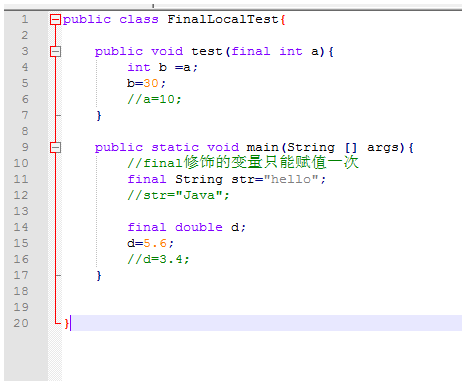 1 public class FinalLocalTest{
2
3 public void test(final int a){
4 int b =a;
5 b=30;
6 //a=10;
7 }
8
9 public static void main(String [] args){
10 //final修饰的变量只能赋值一次
11 final String str="hello";
12 //str="Java";
13
14 final double d;
15 d=5.6;
16 //d=3.4;
17 }
18
19
20 }